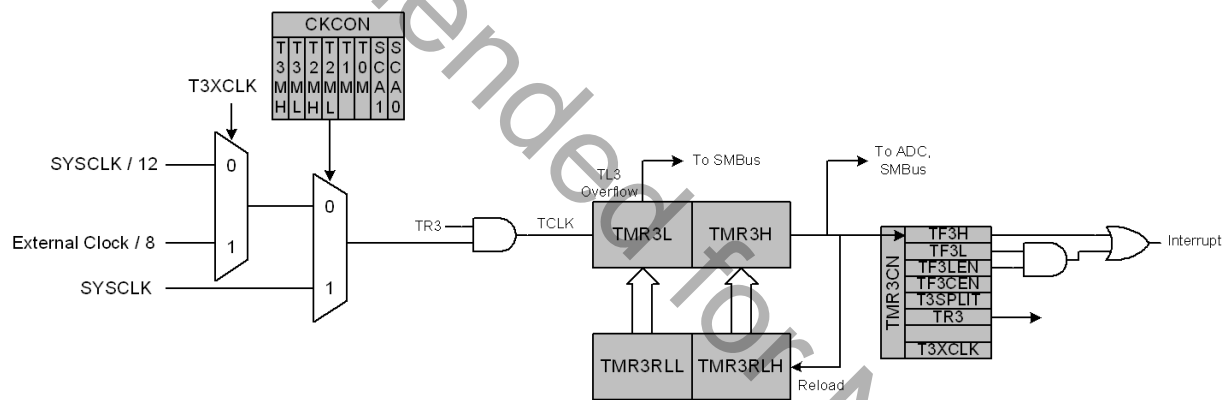 CKCON
T3MH
T3ML
T2MH
T2ML
T1M
T0M
SCA1
SCA0
T3XCLK
SYSCLK / 12
0
External Clock / 8
1
SYSCLK
0
1
TR3
TCLK
TL3
Overflow
To SMBus
To ADC,
SMBus
TMR3L
TMR3H
TMR3RLL
TMR3RLH
Reload
TMR3CN
TF3H
TF3L
TF3LEN
TF3CEN
T3SPLIT
TR3
T3XCLK
Interrupt
ended for